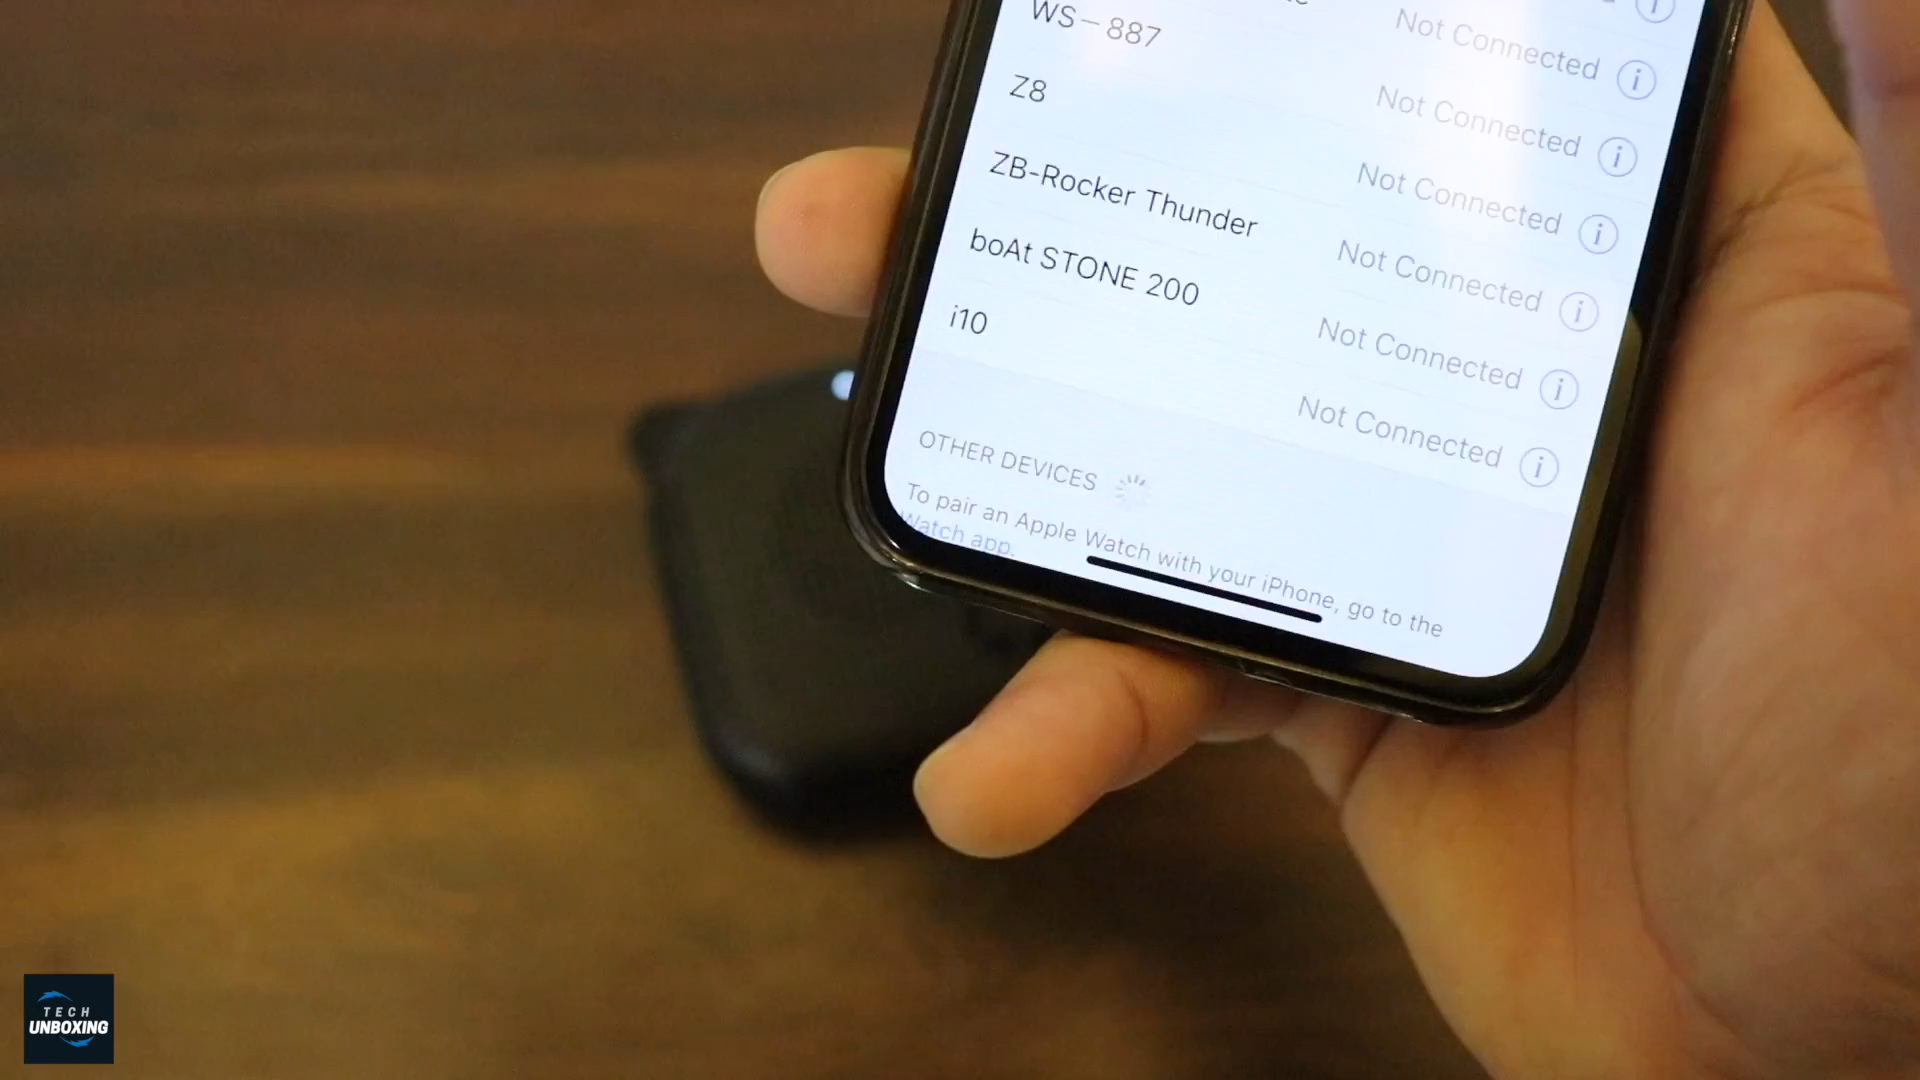 Not Connected
WS-887
Not Connected
Z8
Not Connected
ZB-Rocker Thunder
Not Connected
boAt STONE 200
Not Connected
i10
Not Connected
OTHER DEVICES
To pair an Apple Watch with your iPhone, go to the
Watch app.
TECH
UNBOXING